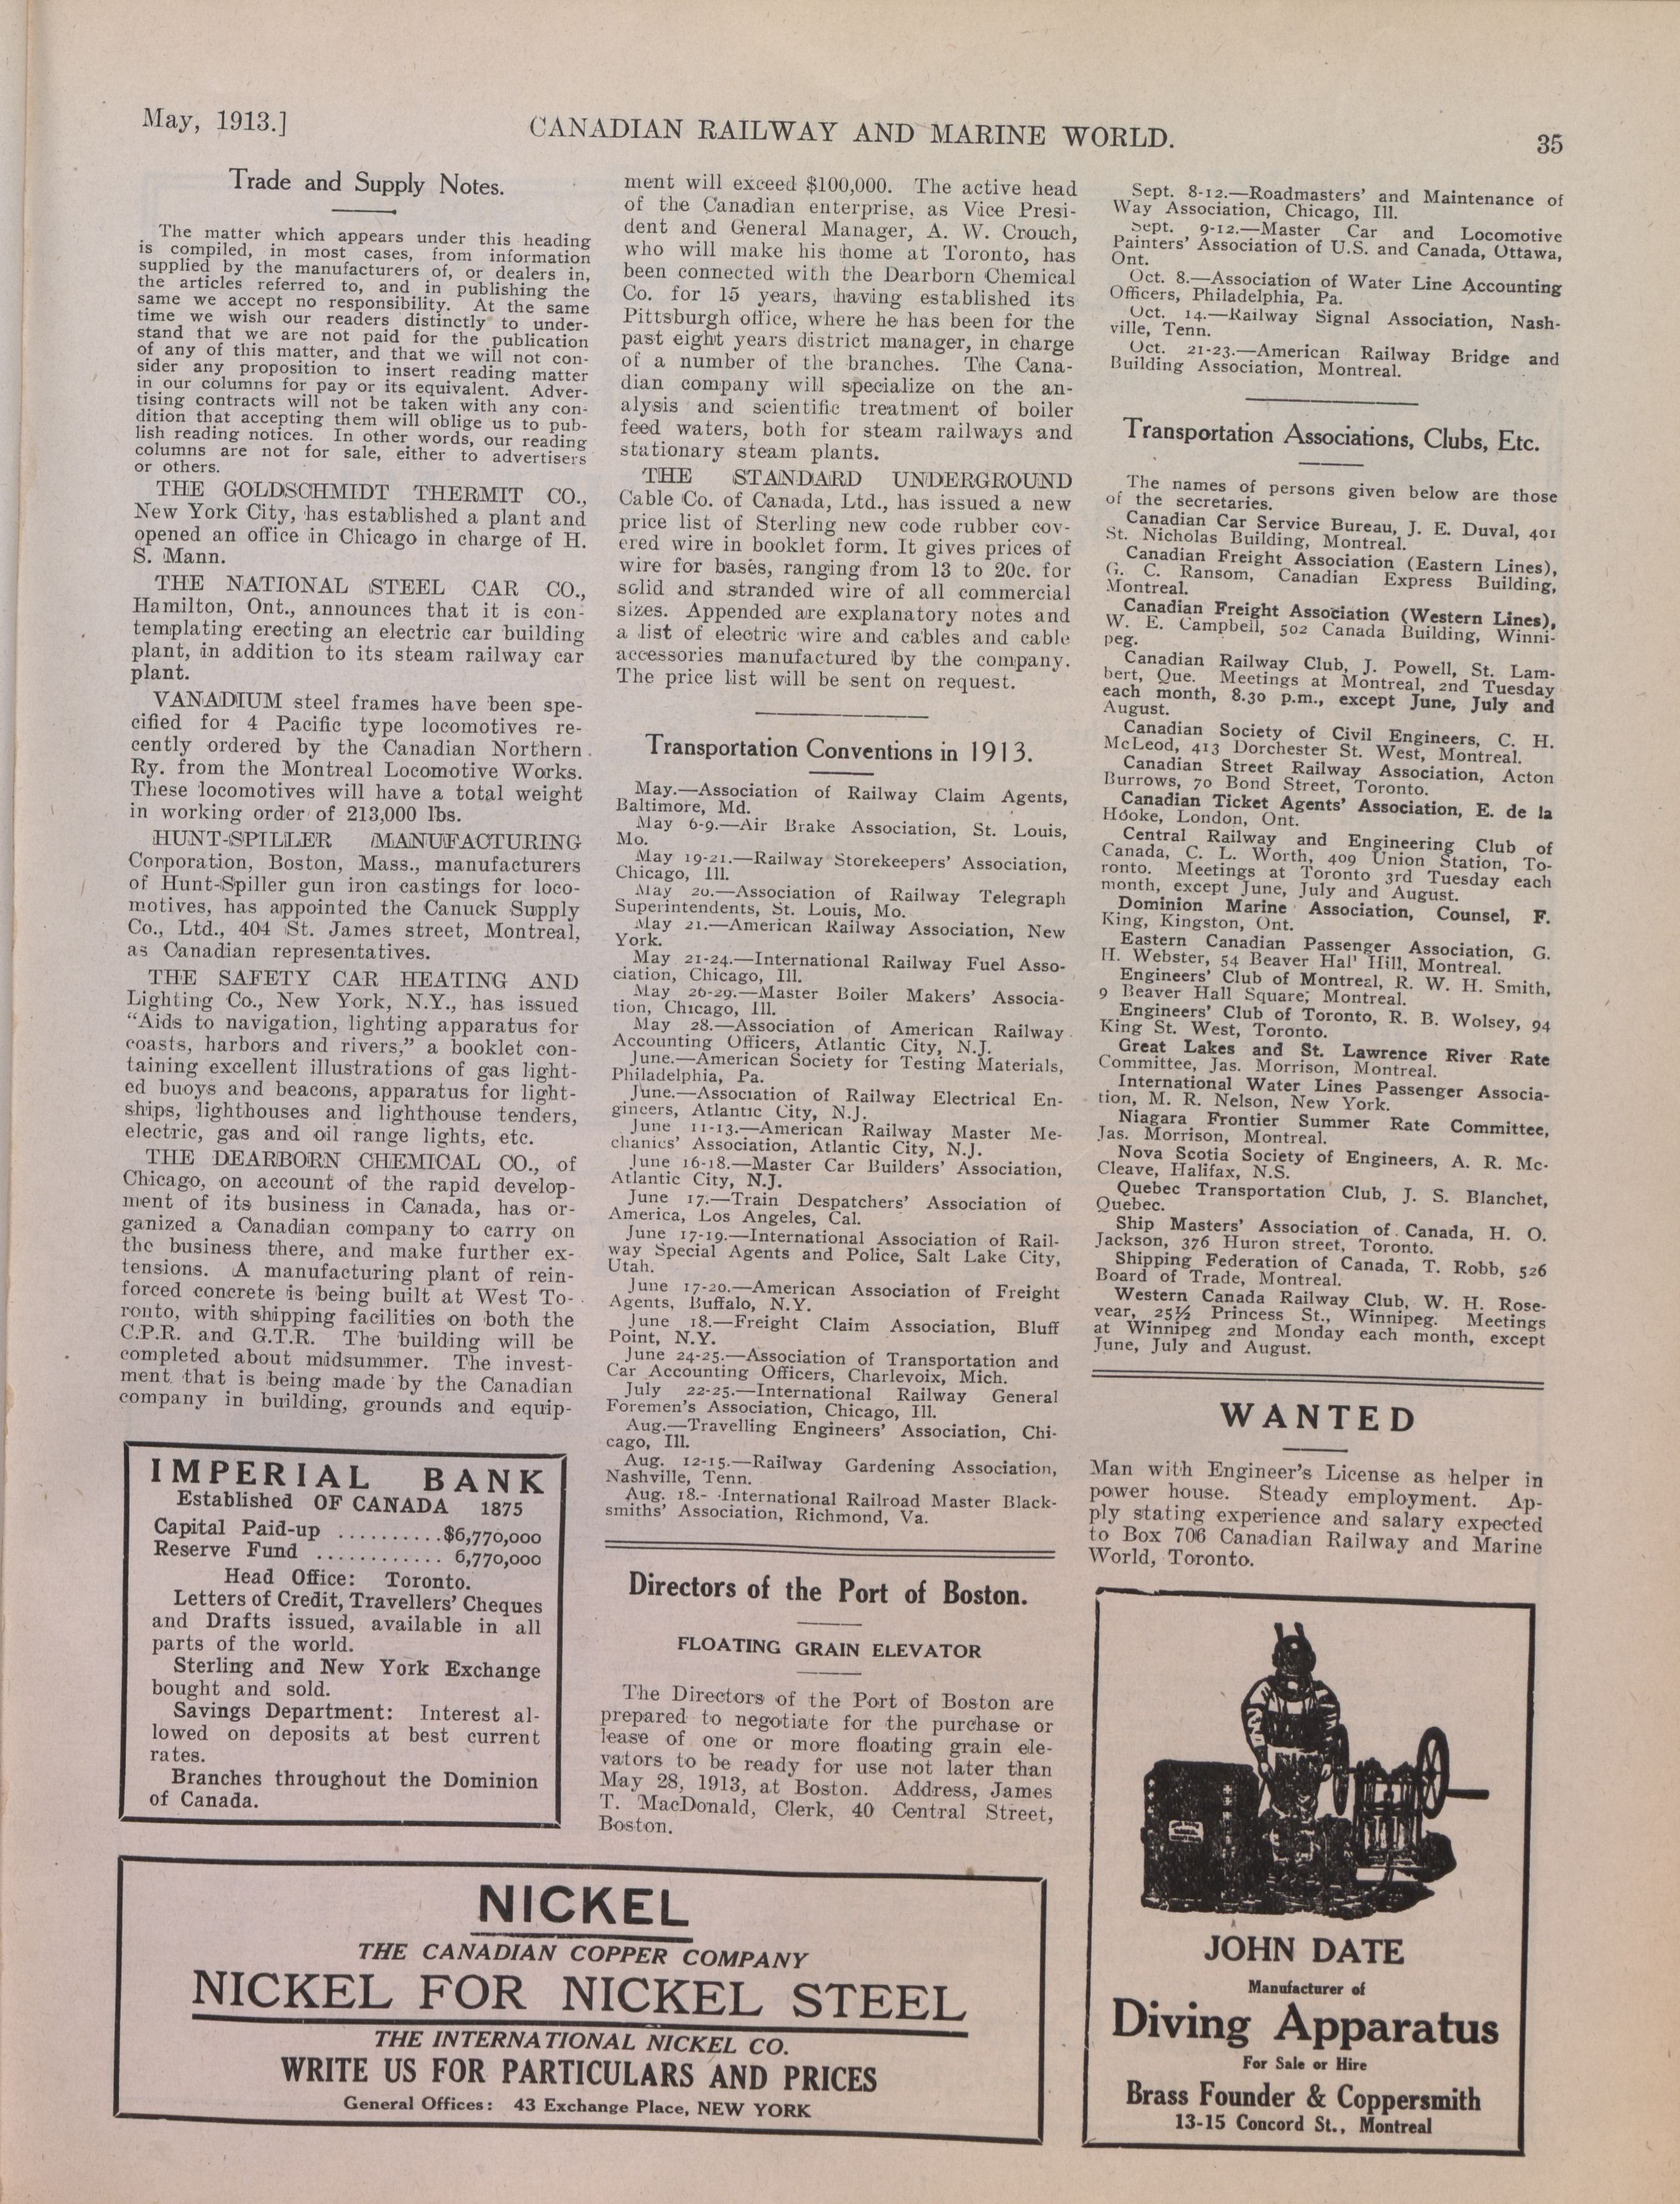 May, 1913.]
CANADIAN RAILWAY AND MARINE WORLD.
35
Trade and Supply Notes.
The matter which appears under this heading
is compiled, in most cases, from information
supplied by the manufacturers of, or dealers in,
the articles referred to, and in publishing the
same we accept no responsibility. At the same
time we wish our readers distinctly to under-
stand that we are not paid for the publication
of any of this matter, and that we will not con-
sider any proposition to insert reading matter
in our columns for pay or its equivalent. Adver-
tising contracts will not be taken with any con-
dition that accepting them will oblige us to pub-
lish reading notices. In other words, our reading
columns are not for sale, either to advertisers
or others.
THE GOLDSCHMIDT THERMIT CO.,
New York City, has established a plant and
opened an office in Chicago in charge of H.
S. Mann.
THE NATIONAL STEEL CAR CO.,
Hamilton, Ont., announces that it is con-
templating erecting an electric car building
plant, in addition to its steam railway car
plant.
VANADIUM steel frames have been spe-
cified for 4 Pacific type locomotives re-
cently ordered by the Canadian Northern
Ry. from the Montreal Locomotive Works.
These locomotives will have a total weight
in working order of 213,000 lbs.
HUNT-SPILLER MANUFACTURING
Corporation, Boston, Mass., manufacturers
of Hunt-Spiller gun iron castings for loco-
motives, has appointed the Canuck Supply
Co., Ltd., 404 St. James street, Montreal,
as Canadian representatives.
THE SAFETY CAR HEATING AND
Lighting Co., New York, N.Y., has issued
"Aids to navigation, lighting apparatus for
coasts, harbors and rivers," a booklet con-
taining excellent illustrations of gas light-
ed buoys and beacons, apparatus for light-
ships, lighthouses and lighthouse tenders,
electric, gas and oil range lights, etc.
THE DEARBORN CHEMICAL CO., of
Chicago, on account of the rapid develop-
ment of its business in Canada, has or-
ganized a Canadian company to carry on
the business there, and make further ex-
tensions. A manufacturing plant of rein-
forced concrete is being built at West To-
ronto, with shipping facilities on both the
C.P.R. and G.T.R. The building will be
completed about midsummer. The invest-
ment that is being made by the Canadian
company in building, grounds and equip-
IMPERIAL BANK
Established OF CANADA 1875
Capital Paid-up ..........$6,770,000
Reserve Fund ............ 6,770,000
Head Office: Toronto.
Letters of Credit, Travellers' Cheques
and Drafts issued, available in all
parts of the world.
Sterling and New York Exchange
bought and sold.
Savings Department: Interest al-
lowed on deposits at best current
rates.
Branches throughout the Dominion
of Canada.
ment will exceed $100,000. The active head
of the Canadian enterprise, as Vice Presi-
dent and General Manager, A. W. Crouch,
who will make his home at Toronto, has
been connected with the Dearborn Chemical
Co. for 15 years, having established its
Pittsburgh office, where he has been for the
past eight years district manager, in charge
of a number of the branches. The Cana-
dian company will specialize on the an-
alysis and scientific treatment of boiler
feed waters, both for steam railways and
stationary steam plants.
THE STANDARD UNDERGROUND
Cable Co. of Canada, Ltd., has issued a new
price list of Sterling new code rubber cov-
ered wire in booklet form. It gives prices of
wire for bases, ranging from 13 to 20c. for
solid and stranded wire of all commercial
sizes. Appended are explanatory notes and
a list of electric wire and cables and cable
accessories manufactured by the company.
The price list will be sent on request.
Transportation Conventions in 1913.
May.—Association of Railway Claim Agents,
Baltimore, Md.
May 6-9.—Air Brake Association, St. Louis,
Mo.
May 19-21.—Railway Storekeepers' Association,
Chicago, Ill.
May 20.—Association of Railway Telegraph
Superintendents, St. Louis, Mo.
May 21.—American Railway Association, New
York.
May 21-24.—International Railway Fuel Asso-
ciation, Chicago, Ill.
May 26-29.—Master Boiler Makers' Associa-
tion, Chicago, Ill.
May 28.—Association of American Railway
Accounting Officers, Atlantic City, N.J.
June.—American Society for Testing Materials,
Philadelphia, Pa.
June.—Association of Railway Electrical En-
gineers, Atlantic City, N.J.
June 11-13.—American Railway Master Me-
chanics' Association, Atlantic City, N.J.
June 16-18.—Master Car Builders' Association,
Atlantic City, N.J.
June 17.—Train Despatchers' Association of
America, Los Angeles, Cal.
June 17-19.—International Association of Rail-
way Special Agents and Police, Salt Lake City,
Utah.
June 17-20.—American Association of Freight
Agents, Buffalo, N.Y.
June 18.—Freight Claim Association, Bluff
Point, N.Y.
June 24-25.—Association of Transportation and
Car Accounting Officers, Charlevoix, Mich.
July 22-25.—International Railway General
Foremen's Association, Chicago, Ill.
Aug.—Travelling Engineers' Association, Chi-
cago, Ill.
Aug. 12-15.—Railway Gardening Association,
Nashville, Tenn.
Aug. 18.- -International Railroad Master Black-
smiths' Association, Richmond, Va.
Directors of the Port of Boston.
FLOATING GRAIN ELEVATOR
The Directors of the Port of Boston are
prepared to negotiate for the purchase or
lease of one or more floating grain ele-
vators to be ready for use not later than
May 28, 1913, at Boston. Address, James
T. MacDonald, Clerk, 40 Central Street,
Boston.
Sept. 8-12.—Roadmasters' and Maintenance of
Way Association, Chicago, Ill.
Sept. 9-12.—Master Car and Locomotive
Painters' Association of U.S. and Canada, Ottawa,
Ont.
Oct. 8.—Association of Water Line Accounting
Officers, Philadelphia, Pa.
Oct. 14.—Railway Signal Association, Nash-
ville, Tenn.
Oct. 21-23.—American Railway Bridge and
Building Association, Montreal.
Transportation Associations, Clubs, Etc.
The names of persons given below are those
of the secretaries.
Canadian Car Service Bureau, J. E. Duval, 401
St. Nicholas Building, Montreal.
Canadian Freight Association (Eastern Lines),
G. C. Ransom, Canadian Express Building,
Montreal.
Canadian Freight Association (Western Lines),
W. E. Campbell, 502 Canada Building, Winni-
peg.
Canadian Railway Club, J. Powell, St. Lam-
bert, Que. Meetings at Montreal, 2nd Tuesday
each month, 8.30 p.m., except June, July and
August.
Canadian Society of Civil Engineers, C. H.
McLeod, 413 Dorchester St. West, Montreal.
Canadian Street Railway Association, Acton
Burrows, 70 Bond Street, Toronto.
Canadian Ticket Agents' Association, E. de la
Hooke, London, Ont.
Central Railway and Engineering Club of
Canada, C. L. Worth, 409 Union Station, To-
ronto. Meetings at Toronto 3rd Tuesday each
month, except June, July and August.
Dominion Marine Association, Counsel, F.
King, Kingston, Ont.
Eastern Canadian Passenger Association, G.
H. Webster, 54 Beaver Hal' Hill, Montreal.
Engineers' Club of Montreal, R. W. H. Smith,
9 Beaver Hall Square, Montreal.
Engineers' Club of Toronto, R. B. Wolsey, 94
King St. West, Toronto.
Great Lakes and St. Lawrence River Rate
Committee, Jas. Morrison, Montreal.
International Water Lines Passenger Associa-
tion, M. R. Nelson, New York.
Niagara Frontier Summer Rate Committee,
Jas. Morrison, Montreal.
Nova Scotia Society of Engineers, A. R. Mc-
Cleave, Halifax, N.S.
Quebec Transportation Club, J. S. Blanchet,
Quebec.
Ship Masters' Association of Canada, H. O.
Jackson, 376 Huron street, Toronto.
Shipping Federation of Canada, T. Robb, 526
Board of Trade, Montreal.
Western Canada Railway Club, W. H. Rose-
vear, 25½ Princess St., Winnipeg. Meetings
at Winnipeg 2nd Monday each month, except
June, July and August.
WANTED
Man with Engineer's License as helper in
power house. Steady employment. Ap-
ply stating experience and salary expected
to Box 706 Canadian Railway and Marine
World, Toronto.
NICKEL
THE CANADIAN COPPER COMPANY
NICKEL FOR NICKEL STEEL
THE INTERNATIONAL NICKEL CO.
WRITE US FOR PARTICULARS AND PRICES
General Offices: 43 Exchange Place, NEW YORK
JOHN DATE
Manufacturer of
Diving Apparatus
For Sale or Hire
Brass Founder & Coppersmith
13-15 Concord St., Montreal